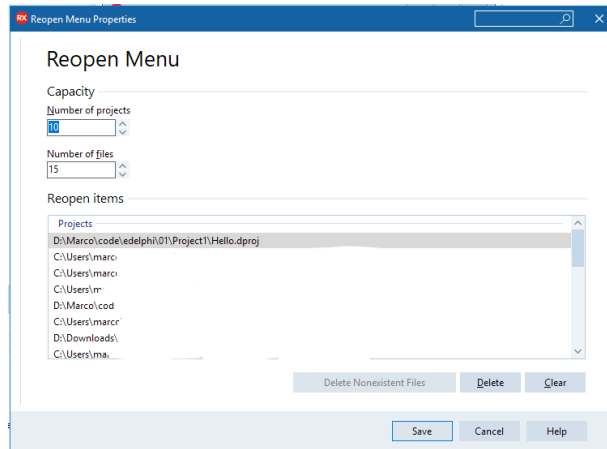 RX Reopen Menu Properties
Reopen Menu
Capacity
Number of projects
10
Number of files
15
Reopen items
Projects
D:\Marco\code\edelphi\01\Project1\Hello.dproj
C:\Users\marc
C:\Users\marc
C:\Users\m
D:\Marco\cod
C:\Users\marc
D:\Downloads\
C:\Users\ma
Delete Nonexistent Files
Delete
Clear
Save
Cancel
Help